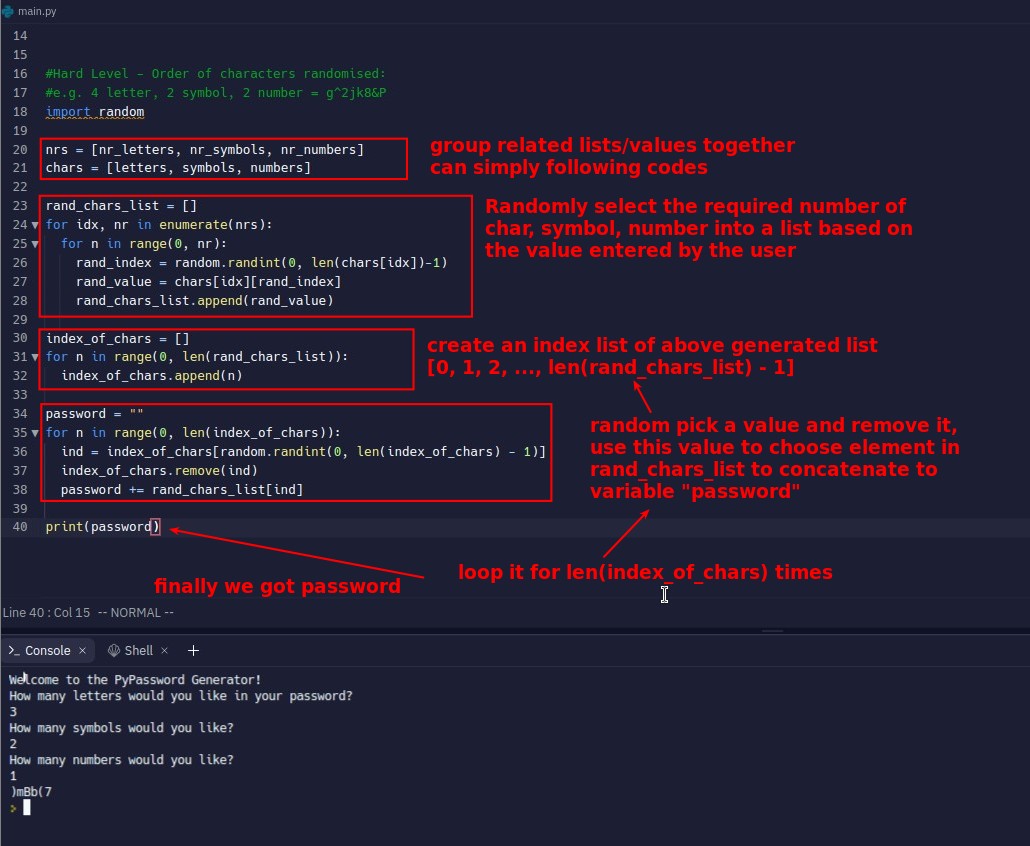 main.py
14
15
16 #Hard Level - Order of characters randomised:
17 #e.g. 4 letter, 2 symbol, 2 number = g^2jk8&P
18 import random
19
20 nrs = [nr_letters, nr_symbols, nr_numbers]
21 chars = [letters, symbols, numbers]
group related lists/values together
can simply following codes
22
23 rand_chars_list = []
24 for idx, nr in enumerate(nrs):
25   for n in range(0, nr):
26     rand_index = random.randint(0, len(chars[idx])-1)
27     rand_value = chars[idx][rand_index]
28     rand_chars_list.append(rand_value)
Randomly select the required number of
char, symbol, number into a list based on
the value entered by the user
29
30 index_of_chars = []
31 for n in range(0, len(rand_chars_list)):
32   index_of_chars.append(n)
create an index list of above generated list
[0, 1, 2, ..., len(rand_chars_list) - 1]
33
34 password = ""
35 for n in range(0, len(index_of_chars)):
36   ind = index_of_chars[random.randint(0, len(index_of_chars) - 1)]
37   index_of_chars.remove(ind)
38   password += rand_chars_list[ind]
random pick a value and remove it,
use this value to choose element in
rand_chars_list to concatenate to
variable "password"
39
40 print(password)
loop it for len(index_of_chars) times
finally we got password
Line 40 : Col 15 -- NORMAL --
>_ Console × Shell × +
Welcome to the PyPassword Generator!
How many letters would you like in your password?
3
How many symbols would you like?
2
How many numbers would you like?
1
)mBb(7